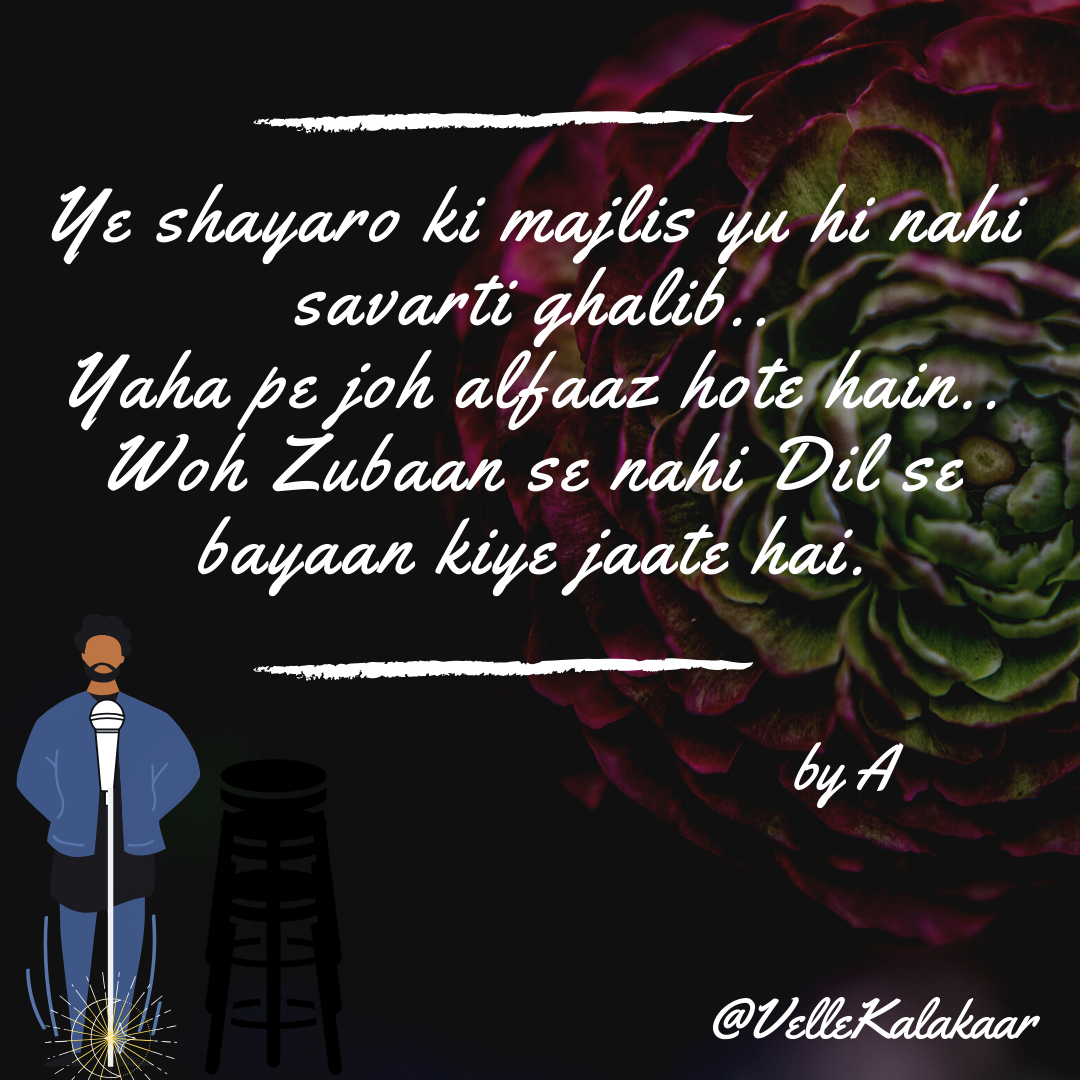 Ye shayaro ki majlis yu hi nahi
savarti ghalib..
Yaha pe joh alfaaz hote hain..
Woh Zubaan se nahi Dil se
bayaan kiye jaate hai.
by A
@VelleKalakaar